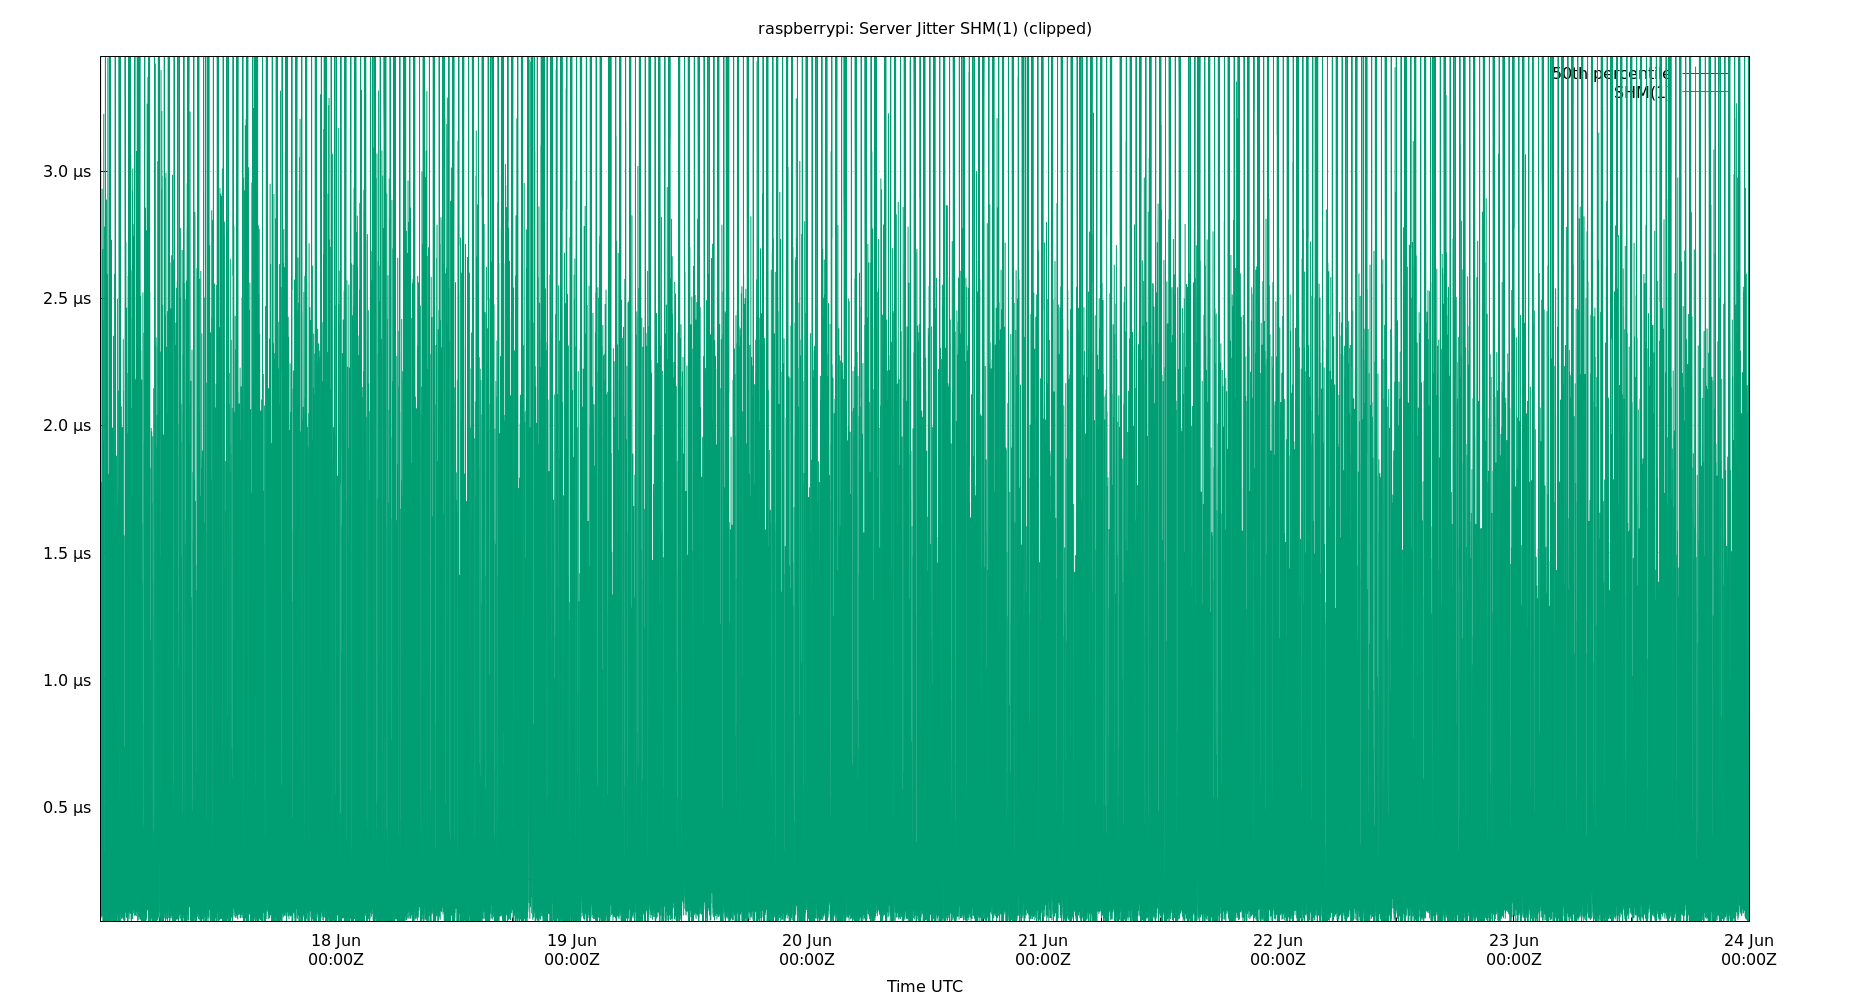 raspberrypi: Server Jitter SHM(1) (clipped)
50th percentile
SHM(1)
3.0 μs
2.5 μs
2.0 μs
1.5 μs
1.0 μs
0.5 μs
18 Jun 19 Jun 20 Jun 21 Jun 22 Jun 23 Jun 24 Jun
00:00Z 00:00Z 00:00Z 00:00Z 00:00Z 00:00Z 00:00Z
Time UTC